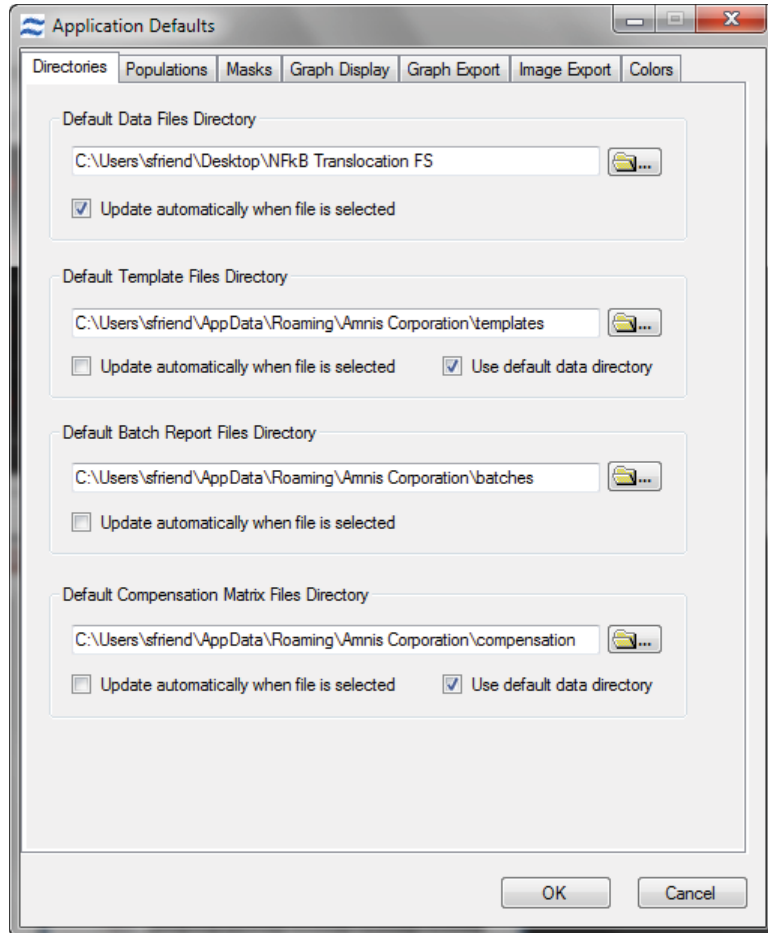 Application Defaults
Directories Populations Masks Graph Display Graph Export Image Export Colors
Default Data Files Directory
C:\Users\sfriend\Desktop\NFkB Translocation FS ...
Update automatically when file is selected
Default Template Files Directory
C:\Users\sfriend\AppData\Roaming\Amnis Corporation\templates ...
Update automatically when file is selected Use default data directory
Default Batch Report Files Directory
C:\Users\sfriend\AppData\Roaming\Amnis Corporation\batches ...
Update automatically when file is selected
Default Compensation Matrix Files Directory
C:\Users\sfriend\AppData\Roaming\Amnis Corporation\compensation ...
Update automatically when file is selected Use default data directory
OK Cancel